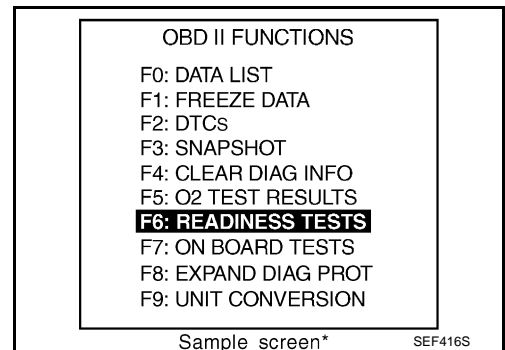 OBD II FUNCTIONS
F0: DATA LIST
F1: FREEZE DATA
F2: DTCs
F3: SNAPSHOT
F4: CLEAR DIAG INFO
F5: O2 TEST RESULTS
F6: READINESS TESTS
F7: ON BOARD TESTS
F8: EXPAND DIAG PROT
F9: UNIT CONVERSION
Sample screen*
SEF416S